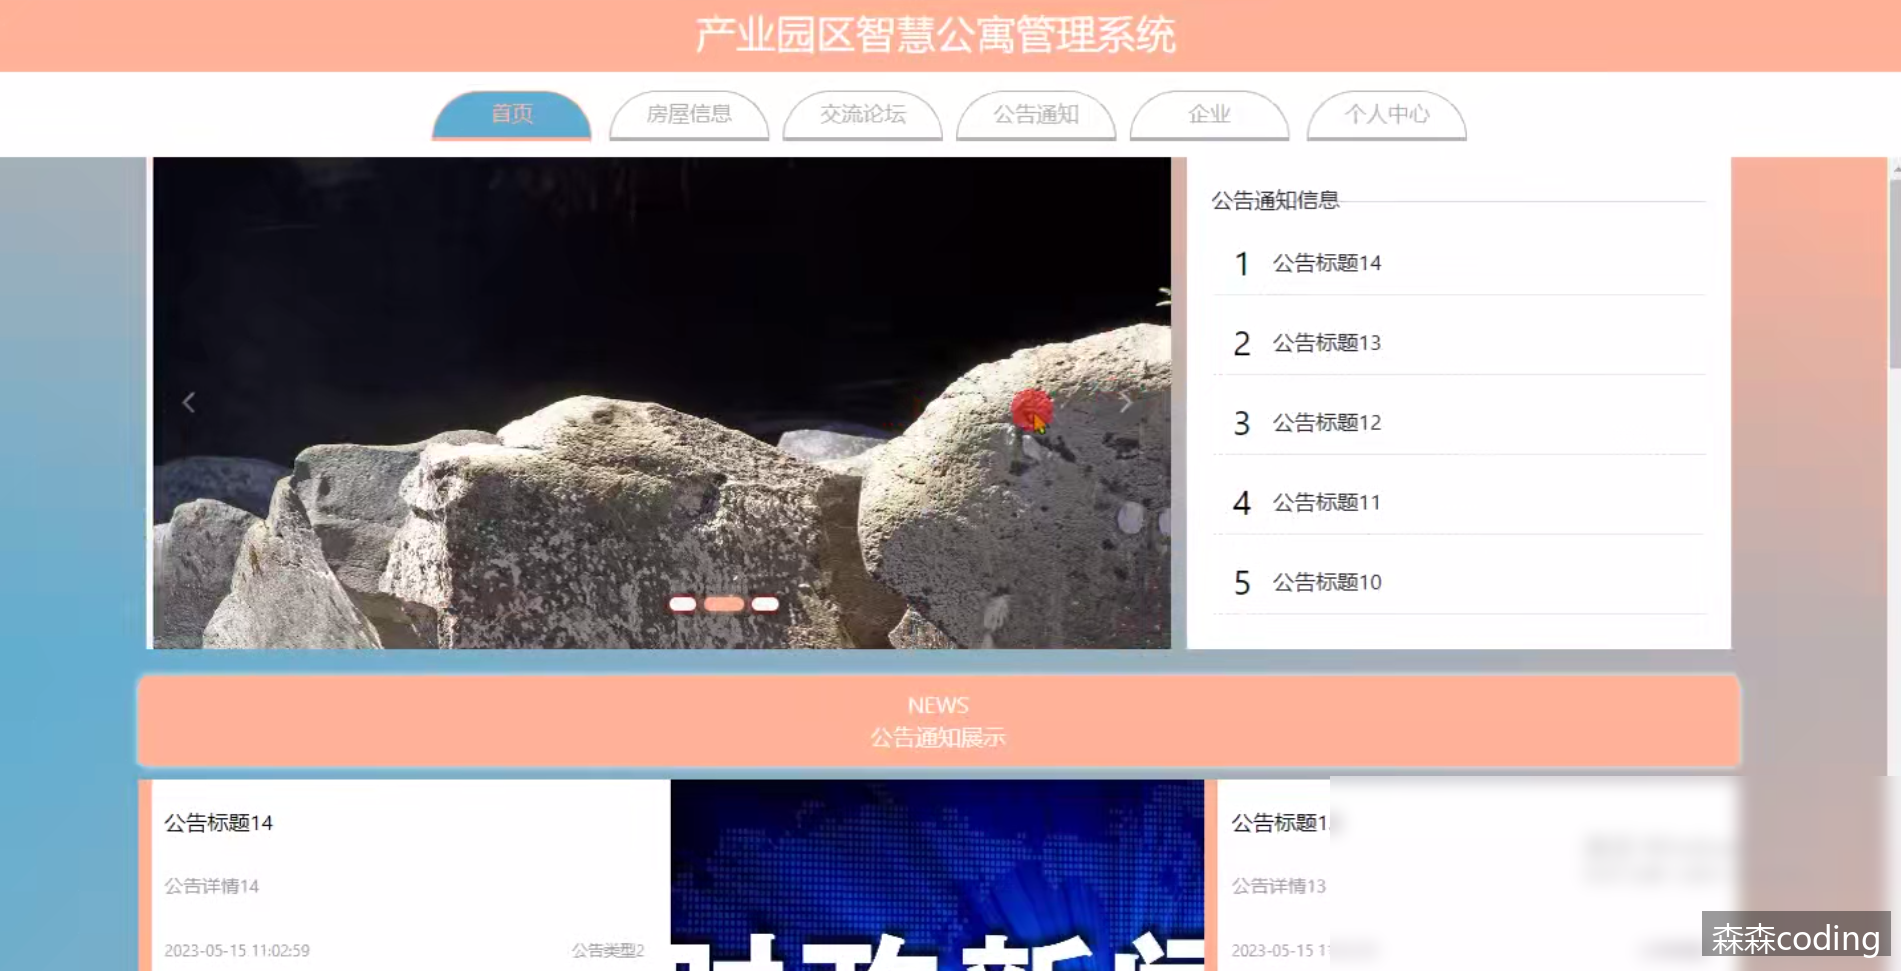 产业园区智慧公寓管理系统
首页 房屋信息 交流论坛 公告通知 企业 个人中心
公告通知信息
1 公告标题14
2 公告标题13
3 公告标题12
4 公告标题11
5 公告标题10
NEWS
公告通知展示
公告标题14
公告详情14
2023-05-15 11:02:59 公告类型2
时政新闻
公告标题1
公告详情13
2023-05-15 1
森森coding